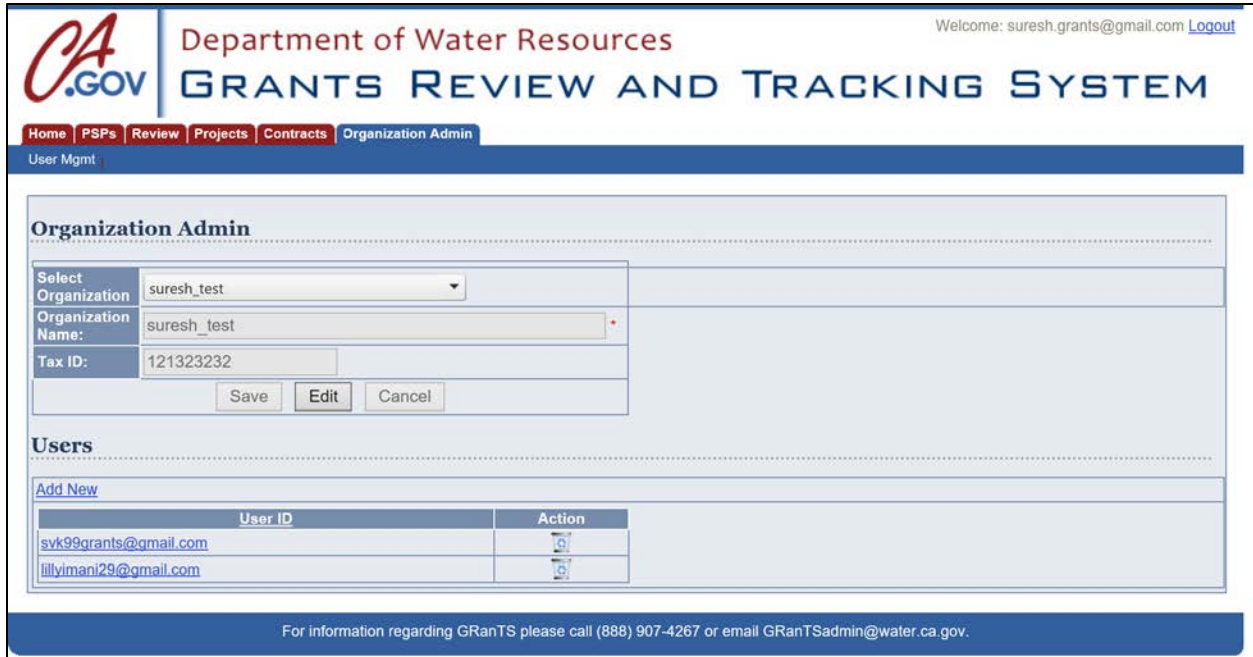 CA
.GOV
Department of Water Resources
GRANTS REVIEW AND TRACKING SYSTEM
Welcome: suresh.grants@gmail.com Logout
Home PSPs Review Projects Contracts Organization Admin
User Mgmt |
Organization Admin
Select
Organization
suresh_test
Organization
Name:
suresh_test *
Tax ID: 121323232
Save Edit Cancel
Users
Add New
User ID Action
svk99grants@gmail.com
lillyimani29@gmail.com
For information regarding GRanTS please call (888) 907-4267 or email GRanTSadmin@water.ca.gov.